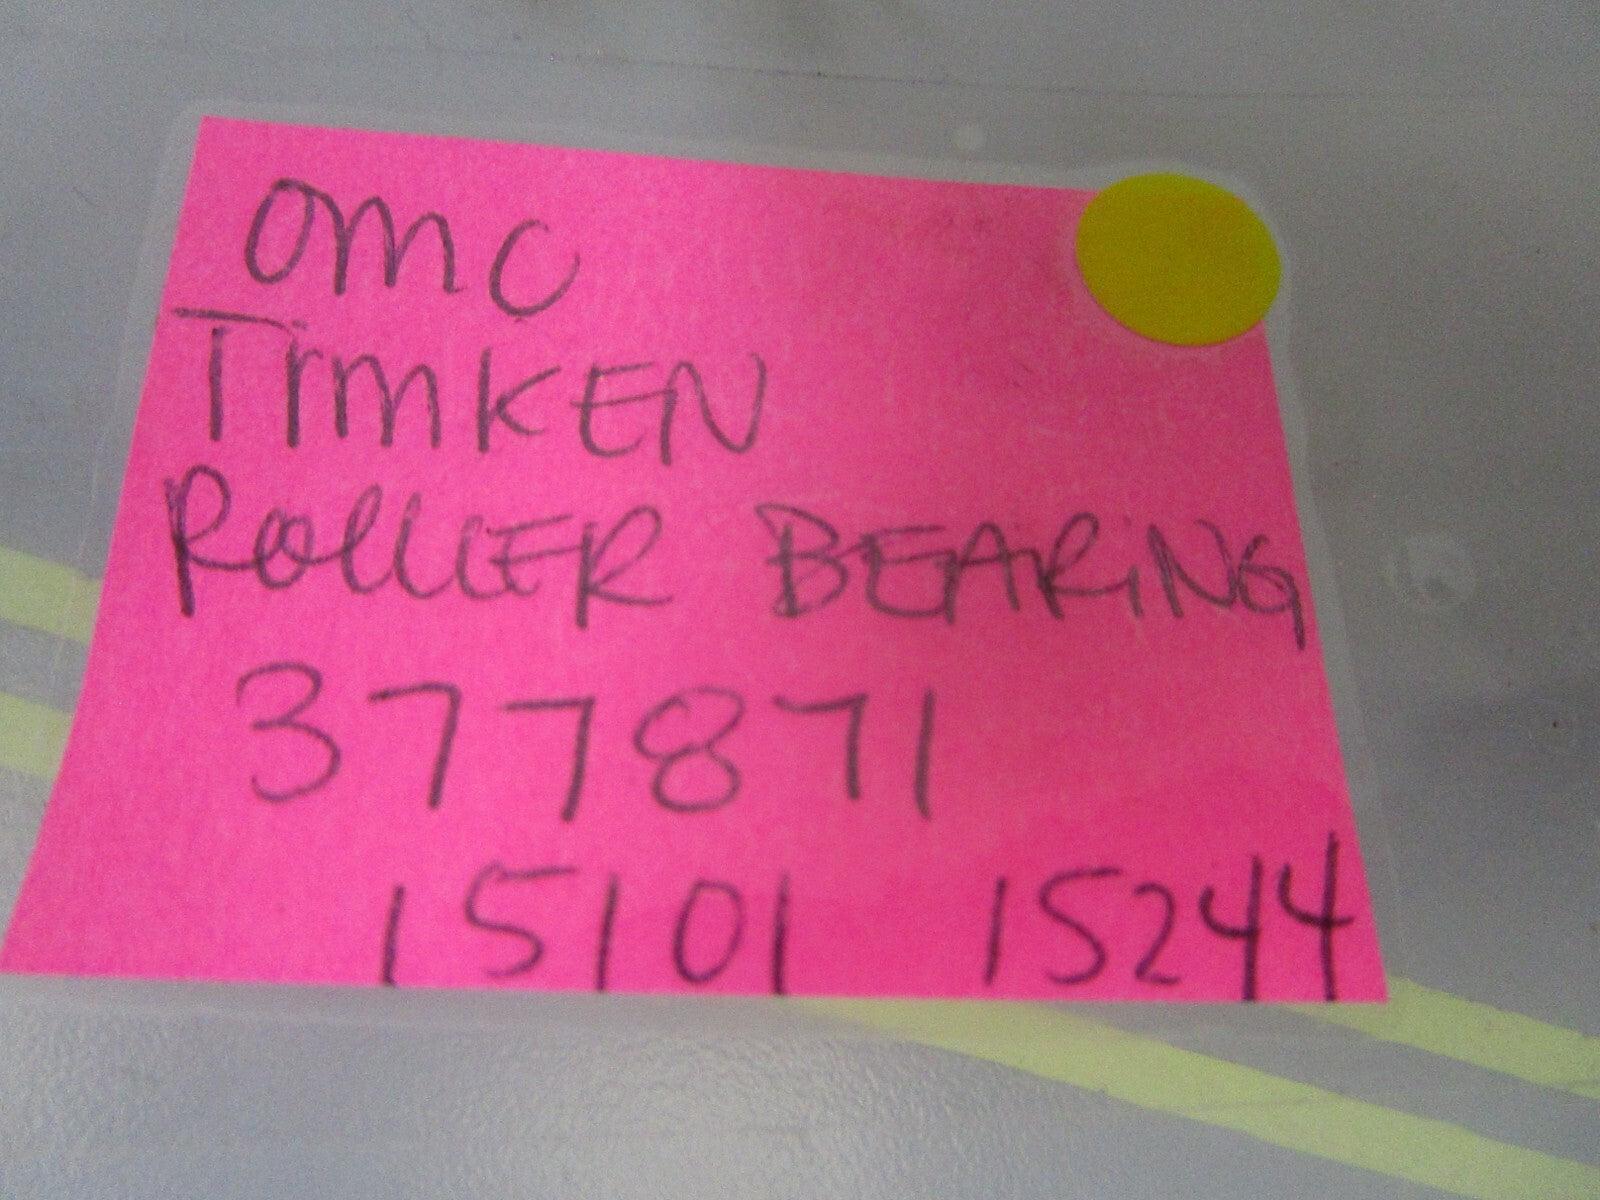 OMC
TimKEN
RollER BEARiNG
377871
15101 15244